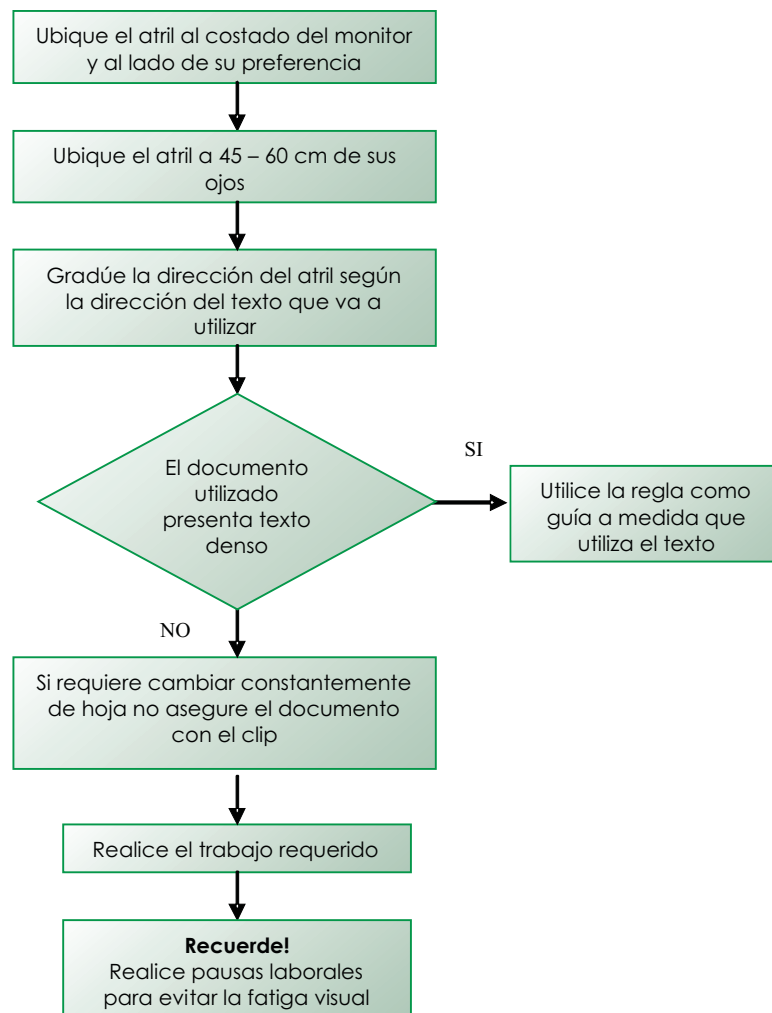 Ubique el atril al costado del monitor
y al lado de su preferencia
Ubique el atril a 45 – 60 cm de sus
ojos
Gradúe la dirección del atril según
la dirección del texto que va a
utilizar
El documento
utilizado
presenta texto
denso
SI
Utilice la regla como
guía a medida que
utiliza el texto
NO
Si requiere cambiar constantemente
de hoja no asegure el documento
con el clip
Realice el trabajo requerido
Recuerde!
Realice pausas laborales
para evitar la fatiga visual